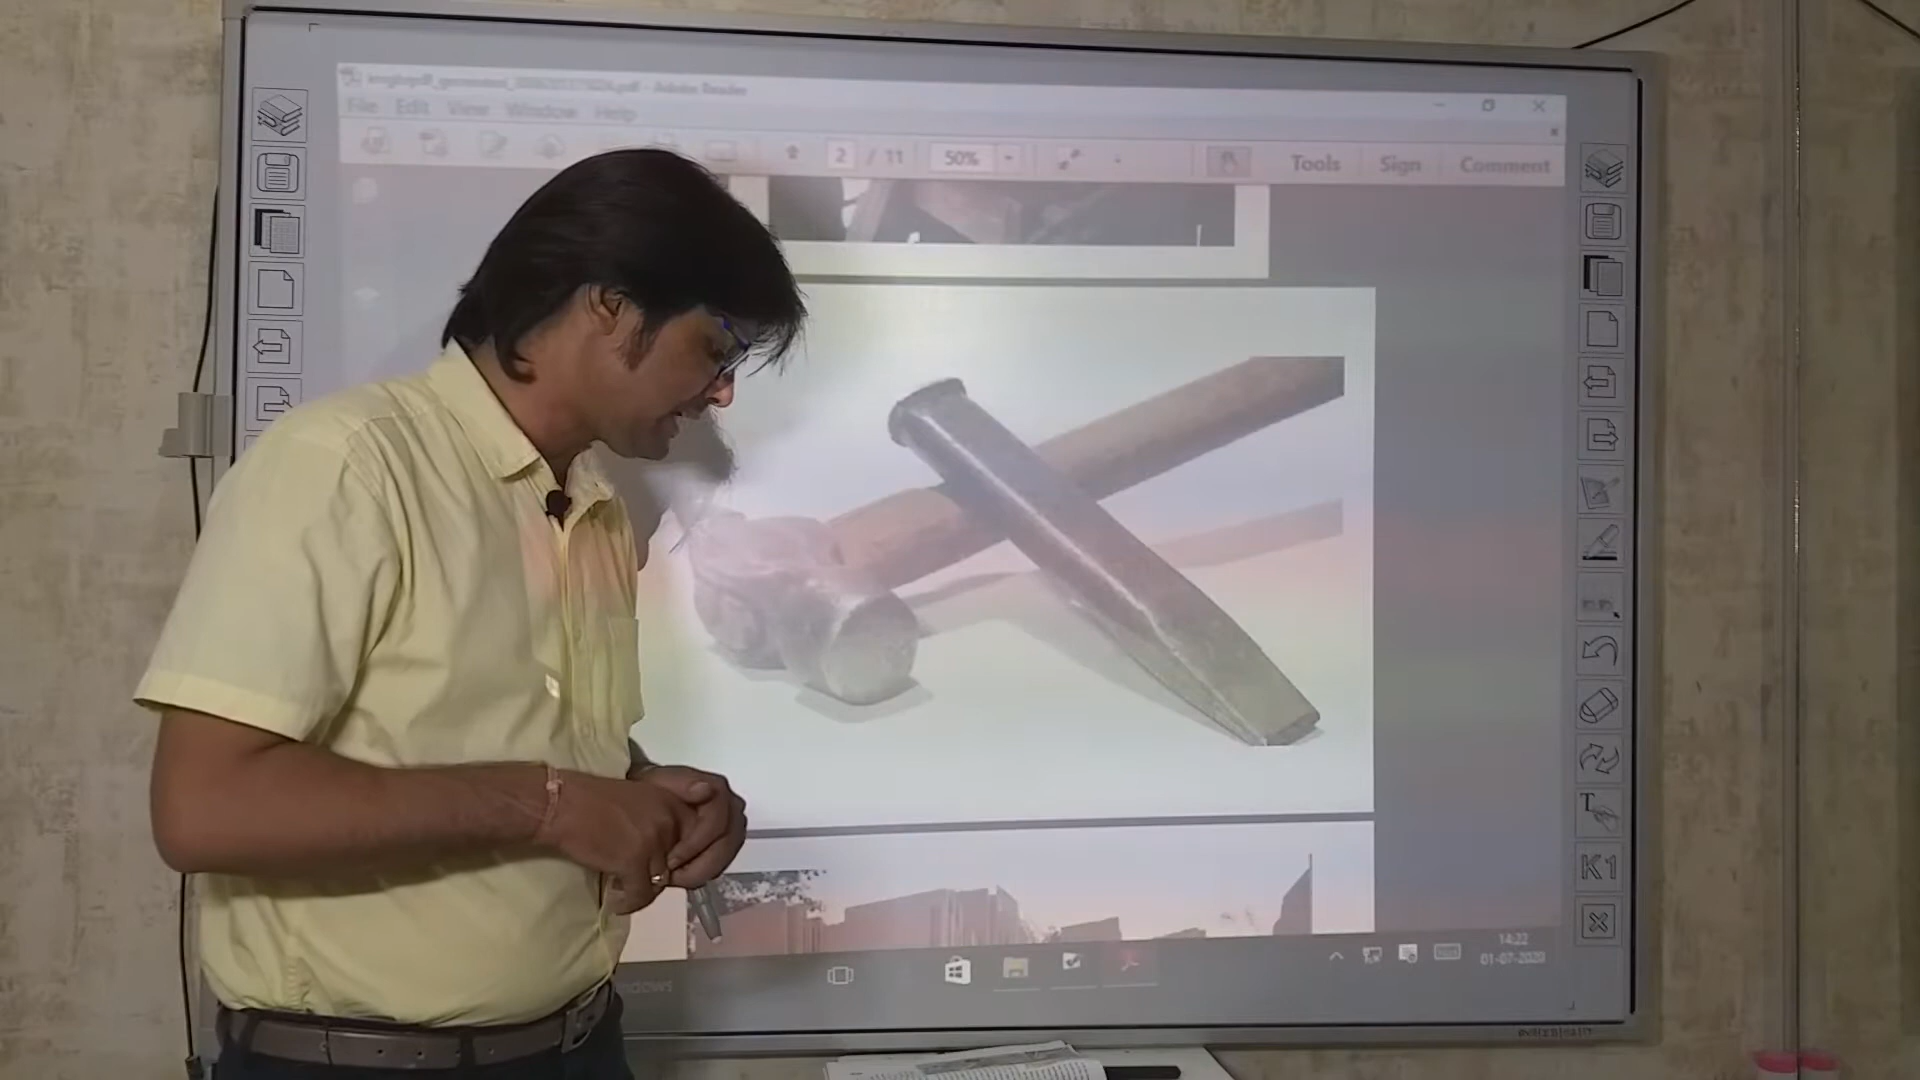 Adobe Reader
File Edit View Window Help
2 / 11 50% Tools Sign Comment
T
K1
14:22
01-07-2020